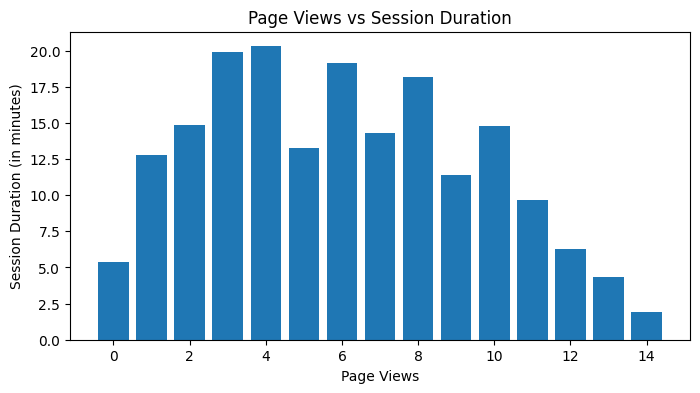 Page Views vs Session Duration
Session Duration (in minutes)
20.0
17.5
15.0
12.5
10.0
7.5
5.0
2.5
0.0
0 2 4 6 8 10 12 14
Page Views